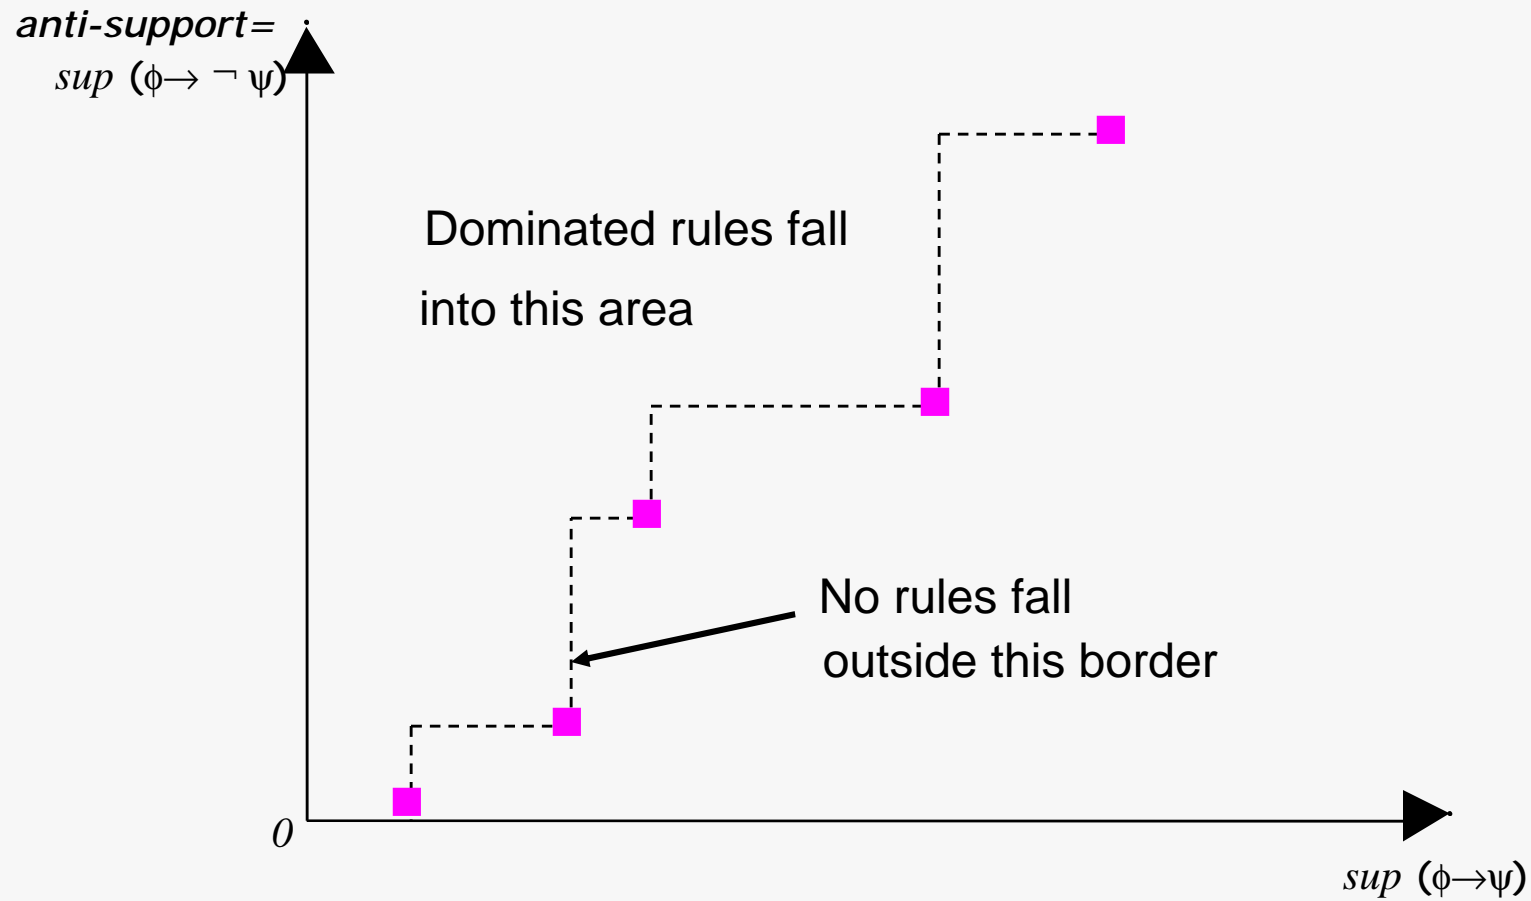 anti-support=
sup (ϕ→ ¬ ψ)
Dominated rules fall
into this area
No rules fall
outside this border
0
sup (ϕ→ψ)